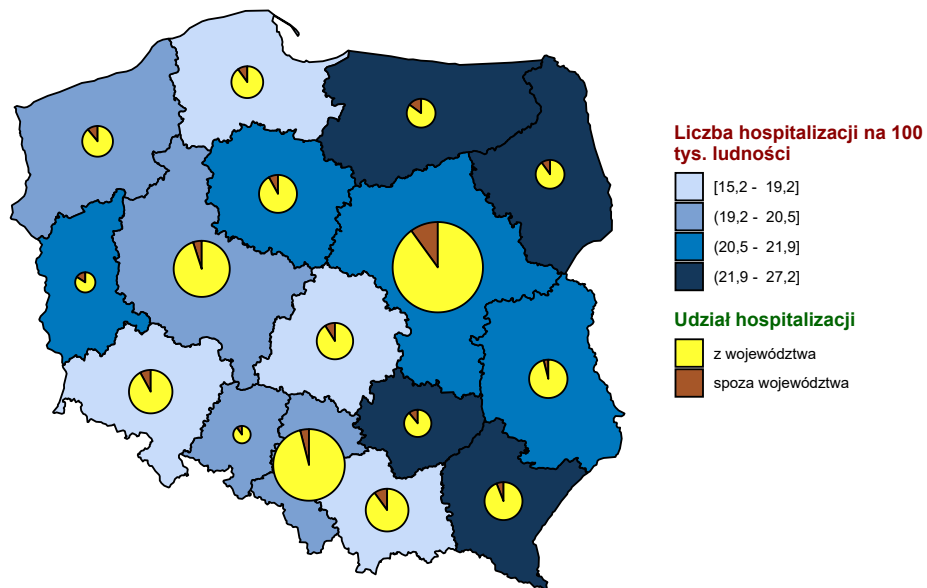 Liczba hospitalizacji na 100
tys. ludności
[15,2 - 19,2]
(19,2 - 20,5]
(20,5 - 21,9]
(21,9 - 27,2]
Udział hospitalizacji
z województwa
spoza województwa